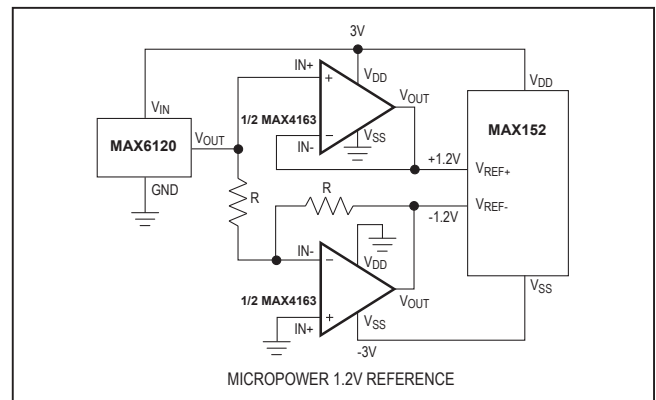 3V
IN+
VDD
VOUT
VDD
VIN
1/2 MAX4163
MAX152
MAX6120
VOUT
VSS
IN-
+1.2V
VREF+
GND
R
R
-1.2V
VREF-
IN-
VDD
VOUT
1/2 MAX4163
IN+
VSS
VSS
-3V
MICROPOWER 1.2V REFERENCE